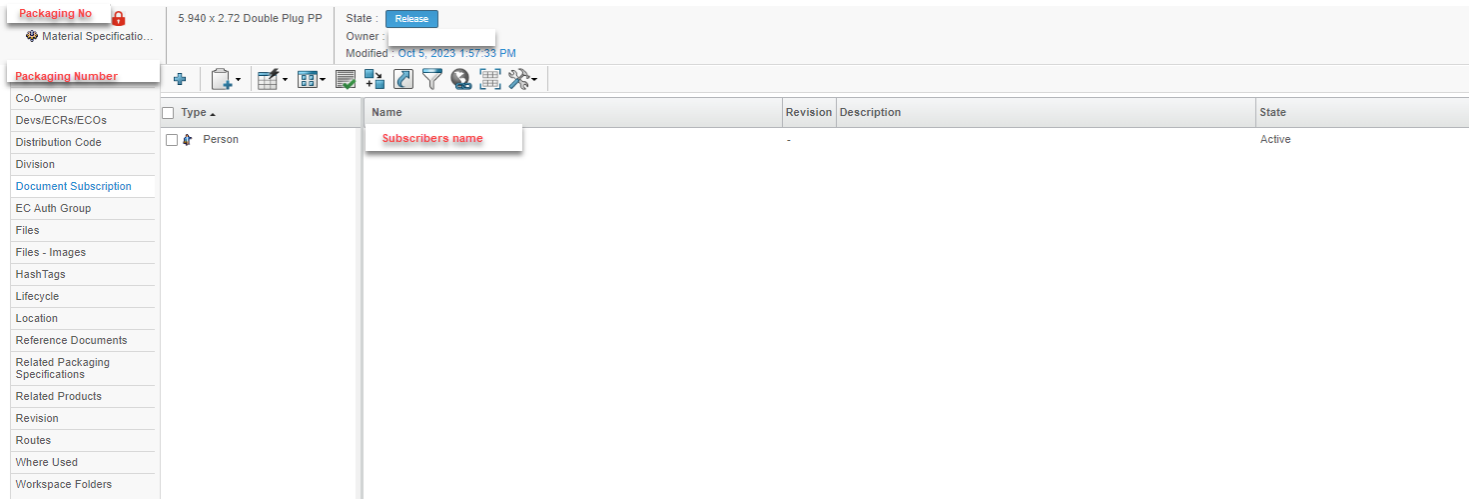 Packaging No
Material Specificatio...
5.940 x 2.72 Double Plug PP
State : Release
Owner :
Modified : Oct 5, 2023 1:57:33 PM
Packaging Number
Co-Owner
Devs/ECRs/ECOs
Distribution Code
Division
Document Subscription
EC Auth Group
Files
Files - Images
HashTags
Lifecycle
Location
Reference Documents
Related Packaging
Specifications
Related Products
Revision
Routes
Where Used
Workspace Folders
Type Name Revision Description State
Person Subscribers name - Active